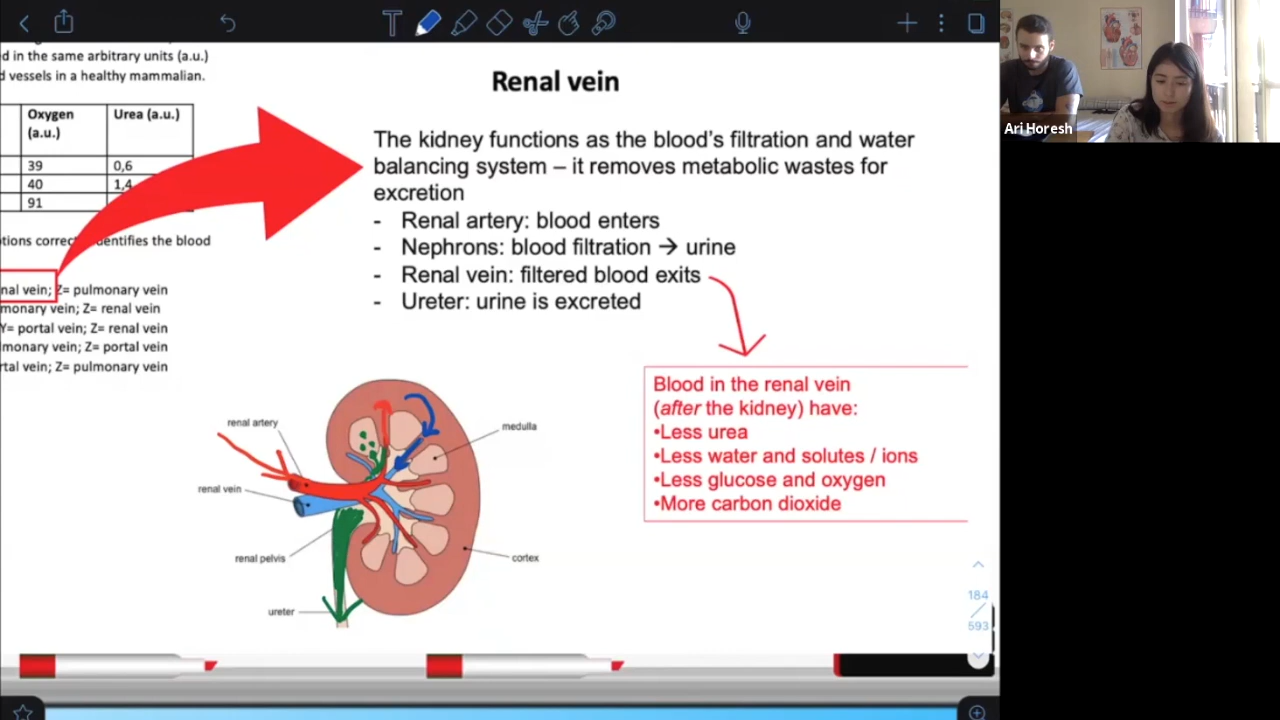 d in the same arbitrary units (a.u.)
d vessels in a healthy mammalian.
Oxygen (a.u.) Urea (a.u.)
39 0,6
40 1,4
91
tions correc dentifies the blood
nal vein; Z= pulmonary vein
monary vein; Z= renal vein
Y= portal vein; Z= renal vein
lmonary vein; Z= portal vein
rtal vein; Z= pulmonary vein
Renal vein
The kidney functions as the blood's filtration and water
balancing system – it removes metabolic wastes for
excretion
- Renal artery: blood enters
- Nephrons: blood filtration → urine
- Renal vein: filtered blood exits
- Ureter: urine is excreted
Blood in the renal vein
(after the kidney) have:
•Less urea
•Less water and solutes / ions
•Less glucose and oxygen
•More carbon dioxide
renal artery
medulla
renal vein
renal pelvis
cortex
ureter
184
593
Ari Horesh